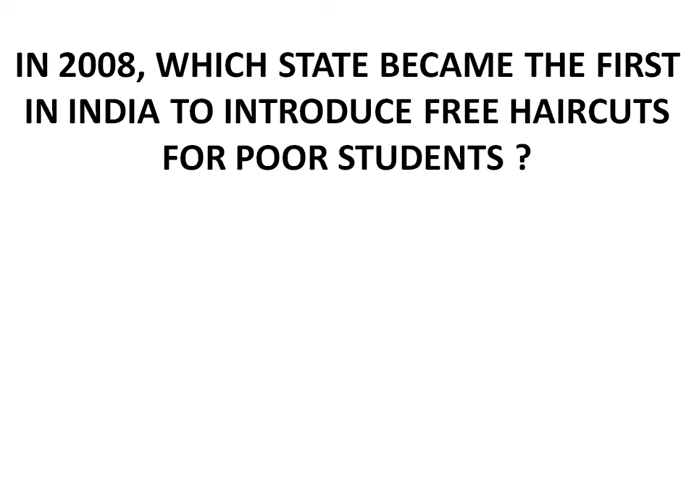 IN 2008, WHICH STATE BECAME THE FIRST
IN INDIA TO INTRODUCE FREE HAIRCUTS
FOR POOR STUDENTS ?